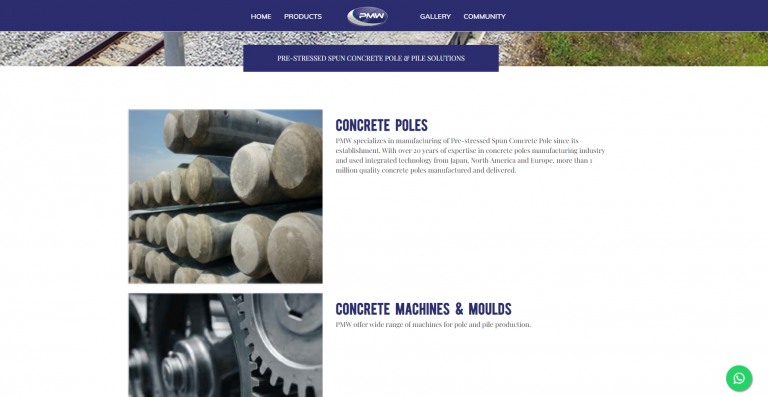 HOME
PRODUCTS
PMW
GALLERY
COMMUNITY
PRE-STRESSED SPUN CONCRETE POLE & PILE SOLUTIONS
CONCRETE POLES
PMW specializes in manufacturing of Pre-stressed Spun Concrete Pole since its
establishment. With over 20 years of expertise in concrete poles manufacturing industry
and used integrated technology from Japan, North America and Europe, more than 1
million quality concrete poles manufactured and delivered.
CONCRETE MACHINES & MOULDS
PMW offer wide range of machines for pole and pile production.